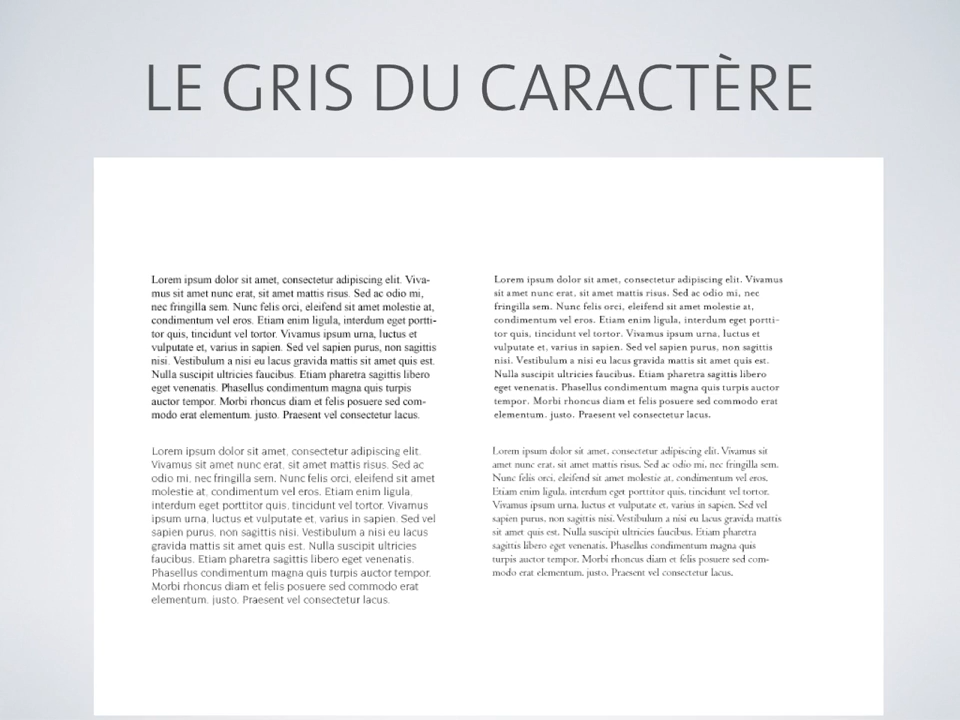 LE GRIS DU CARACTÈRE
Lorem ipsum dolor sit amet, consectetur adipiscing elit. Viva-
mus sit amet nunc erat, sit amet mattis risus. Sed ac odio mi,
nec fringilla sem. Nunc felis orci, eleifend sit amet molestie at,
condimentum vel eros. Etiam enim ligula, interdum eget portti-
tor quis, tincidunt vel tortor. Vivamus ipsum urna, luctus et
vulputate et, varius in sapien. Sed vel sapien purus, non sagittis
nisi. Vestibulum a nisi eu lacus gravida mattis sit amet quis est.
Nulla suscipit ultricies faucibus. Etiam pharetra sagittis libero
eget venenatis. Phasellus condimentum magna quis turpis
auctor tempor. Morbi rhoncus diam et felis posuere sed com-
modo erat elementum. justo. Praesent vel consectetur lacus.
Lorem ipsum dolor sit amet, consectetur adipiscing elit. Vivamus
sit amet nunc erat, sit amet mattis risus. Sed ac odio mi, nec
fringilla sem. Nunc felis orci, eleifend sit amet molestie at,
condimentum vel eros. Etiam enim ligula, interdum eget portti-
tor quis, tincidunt vel tortor. Vivamus ipsum urna, luctus et
vulputate et, varius in sapien. Sed vel sapien purus, non sagittis
nisi. Vestibulum a nisi eu lacus gravida mattis sit amet quis est.
Nulla suscipit ultricies faucibus. Etiam pharetra sagittis libero
eget venenatis. Phasellus condimentum magna quis turpis auctor
tempor. Morbi rhoncus diam et felis posuere sed commodo erat
elementum. justo. Praesent vel consectetur lacus.
Lorem ipsum dolor sit amet, consectetur adipiscing elit.
Vivamus sit amet nunc erat, sit amet mattis risus. Sed ac
odio mi, nec fringilla sem. Nunc felis orci, eleifend sit amet
molestie at, condimentum vel eros. Etiam enim ligula,
interdum eget porttitor quis, tincidunt vel tortor. Vivamus
ipsum urna, luctus et vulputate et, varius in sapien. Sed vel
sapien purus, non sagittis nisi. Vestibulum a nisi eu lacus
gravida mattis sit amet quis est. Nulla suscipit ultricies
faucibus. Etiam pharetra sagittis libero eget venenatis.
Phasellus condimentum magna quis turpis auctor tempor.
Morbi rhoncus diam et felis posuere sed commodo erat
elementum. justo. Praesent vel consectetur lacus.
Lorem ipsum dolor sit amet, consectetur adipiscing elit. Vivamus sit
amet nunc erat, sit amet mattis risus. Sed ac odio mi, nec fringilla sem.
Nunc felis orci, eleifend sit amet molestie at, condimentum vel eros.
Etiam enim ligula, interdum eget porttitor quis, tincidunt vel tortor.
Vivamus ipsum urna, luctus et vulputate et, varius in sapien. Sed vel
sapien purus, non sagittis nisi. Vestibulum a nisi eu lacus gravida mattis
sit amet quis est. Nulla suscipit ultricies faucibus. Etiam pharetra
sagittis libero eget venenatis. Phasellus condimentum magna quis
turpis auctor tempor. Morbi rhoncus diam et felis posuere sed com-
modo erat elementum. justo. Praesent vel consectetur lacus.